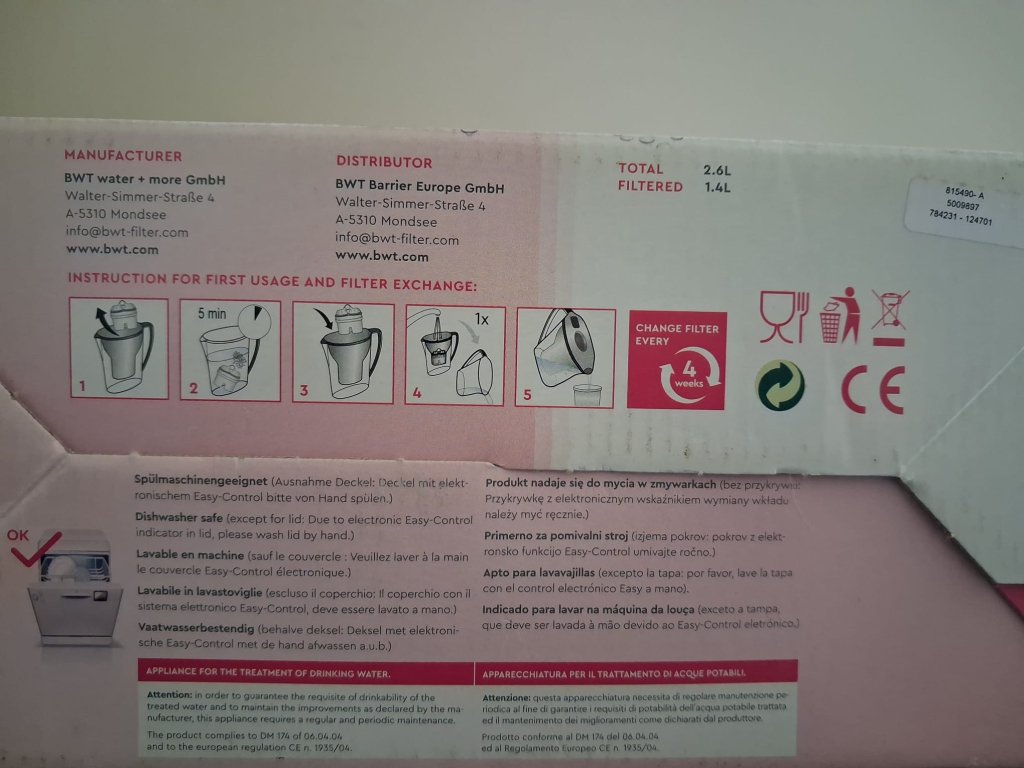 MANUFACTURER
BWT water + more GmbH
Walter-Simmer-Straße 4
A-5310 Mondsee
info@bwt-filter.com
www.bwt.com
DISTRIBUTOR
BWT Barrier Europe GmbH
Walter-Simmer-Straße 4
A-5310 Mondsee
info@bwt-filter.com
www.bwt.com
TOTAL 2.6L
FILTERED 1.4L
815490- A
5009897
784231 - 124701
INSTRUCTION FOR FIRST USAGE AND FILTER EXCHANGE:
1
5 min
2
3
1x
4
5
CHANGE FILTER
EVERY
4
weeks
CE
OK
Spülmaschinengeeignet (Ausnahme Deckel: Deckel mit elekt-
ronischem Easy-Control bitte von Hand spülen.)
Dishwasher safe (except for lid: Due to electronic Easy-Control
indicator in lid, please wash lid by hand.)
Lavable en machine (sauf le couvercle : Veuillez laver à la main
le couvercle Easy-Control électronique.)
Lavabile in lavastoviglie (escluso il coperchio: Il coperchio con il
sistema elettronico Easy-Control, deve essere lavato a mano.)
Vaatwasserbestendig (behalve deksel: Deksel met elektroni-
sche Easy-Control met de hand afwassen a.u.b.)
Produkt nadaje się do mycia w zmywarkach (bez przykrywki:
Przykrywkę z elektronicznym wskaźnikiem wymiany wkładu
należy myć ręcznie.)
Primerno za pomivalni stroj (izjema pokrov: pokrov z elekt-
ronsko funkcijo Easy-Control umivajte ročno.)
Apto para lavavajillas (excepto la tapa: por favor, lave la tapa
con el control electrónico Easy a mano).
Indicado para lavar na máquina da louça (exceto a tampa,
que deve ser lavada à mão devido ao Easy-Control eletrónico.)
APPLIANCE FOR THE TREATMENT OF DRINKING WATER.
Attention: in order to guarantee the requisite of drinkability of the
treated water and to maintain the improvements as declared by the ma-
nufacturer, this appliance requires a regular and periodic maintenance.
The product complies to DM 174 of 06.04.04
and to the european regulation CE n. 1935/04.
APPARECCHIATURA PER IL TRATTAMENTO DI ACQUE POTABILI.
Attenzione: questa apparecchiatura necessita di regolare manutenzione pe-
riodica al fine di garantire i requisiti di potabilità dell'acqua potabile trattata
ed il mantenimento dei miglioramenti come dichiarati dal produttore.
Prodotto conforme al DM 174 del 06.04.04
ed al Regolamento Europeo CE n. 1935/04.